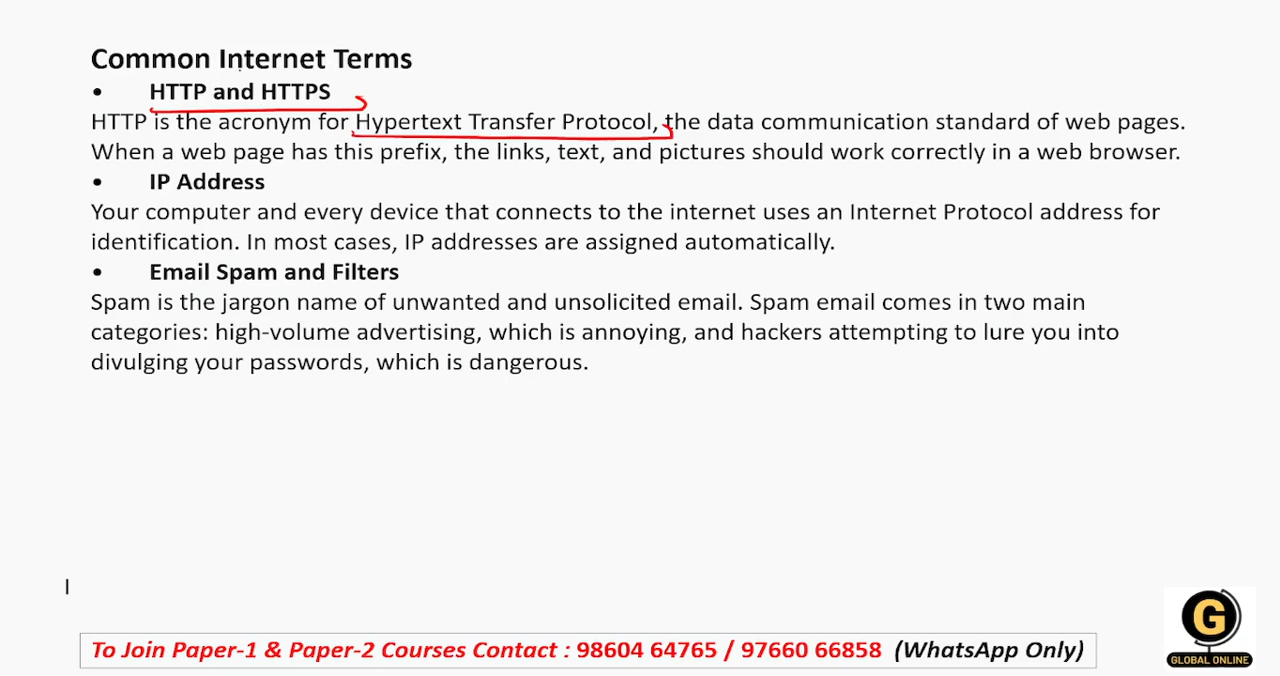 Common Internet Terms
• HTTP and HTTPS
HTTP is the acronym for Hypertext Transfer Protocol, the data communication standard of web pages.
When a web page has this prefix, the links, text, and pictures should work correctly in a web browser.
• IP Address
Your computer and every device that connects to the internet uses an Internet Protocol address for
identification. In most cases, IP addresses are assigned automatically.
• Email Spam and Filters
Spam is the jargon name of unwanted and unsolicited email. Spam email comes in two main
categories: high-volume advertising, which is annoying, and hackers attempting to lure you into
divulging your passwords, which is dangerous.
To Join Paper-1 & Paper-2 Courses Contact : 98604 64765 / 97660 66858 (WhatsApp Only)
G
GLOBAL ONLINE